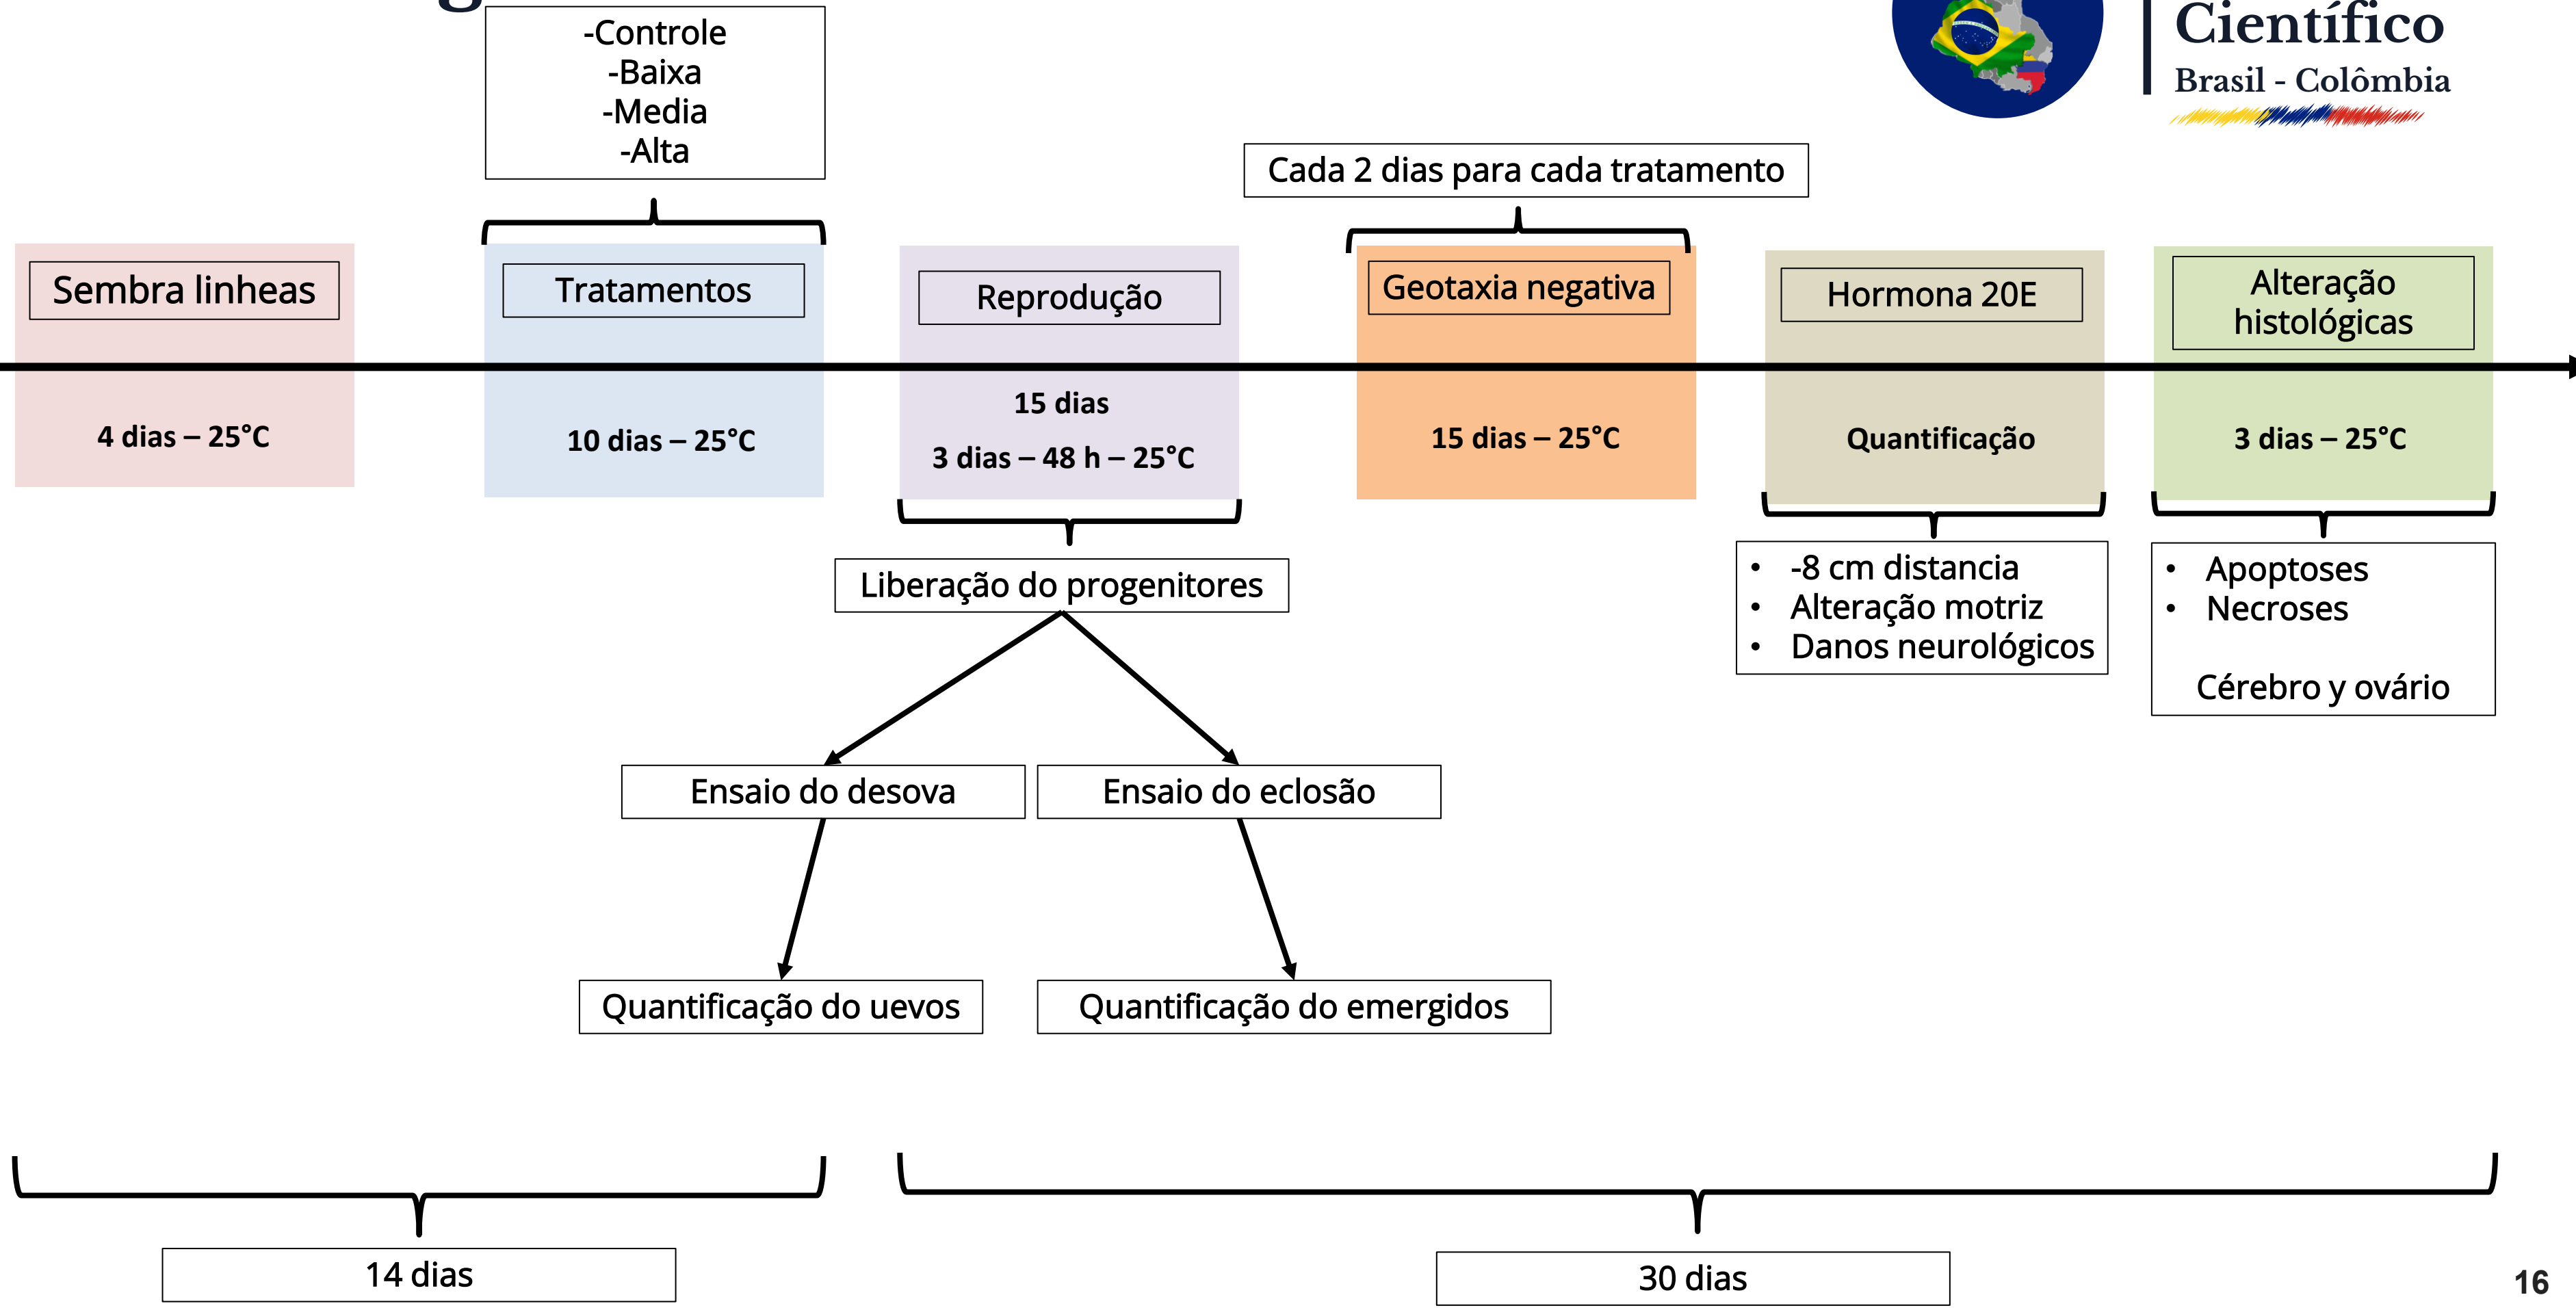 -Controle
-Baixa
-Media
-Alta
Científico
Brasil - Colômbia
Cada 2 dias para cada tratamento
Sembra linheas
Tratamentos
Reprodução
Geotaxia negativa
Hormona 20E
Alteração
histológicas
4 dias – 25°C
10 dias – 25°C
15 dias
3 dias – 48 h – 25°C
15 dias – 25°C
Quantificação
3 dias – 25°C
Liberação do progenitores
• -8 cm distancia
• Alteração motriz
• Danos neurológicos
• Apoptoses
• Necroses
Cérebro y ovário
Ensaio do desova
Ensaio do eclosão
Quantificação do uevos
Quantificação do emergidos
14 dias
30 dias
16